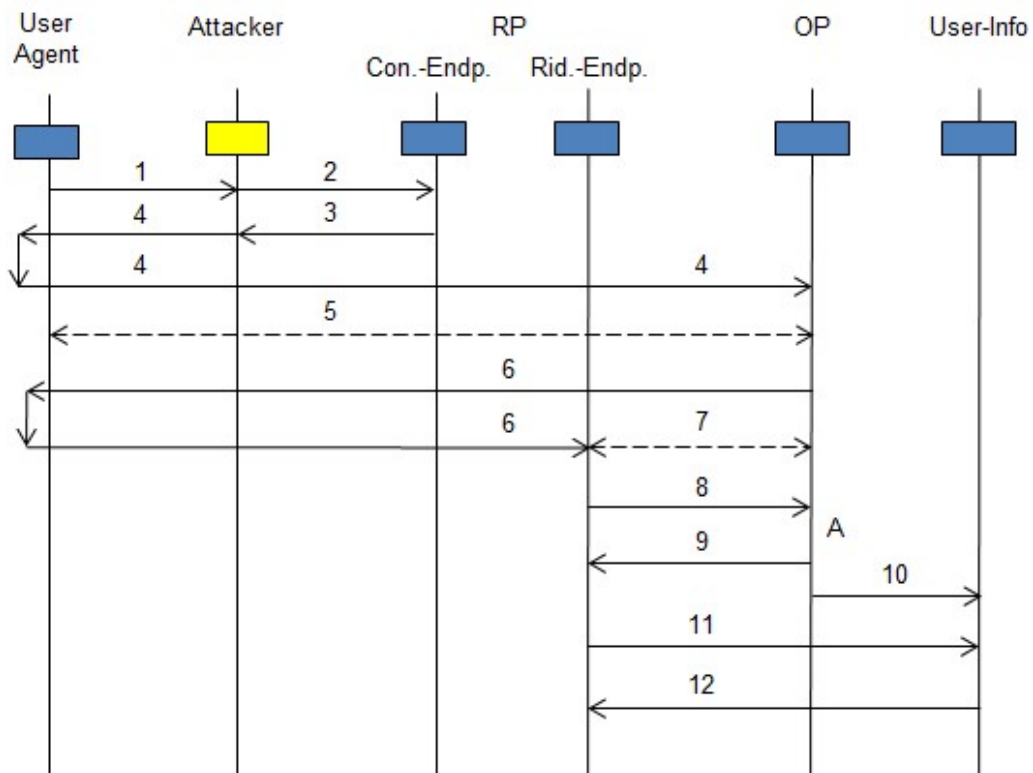 User Agent
Attacker
RP
OP
User-Info
Con.-Endp.
Rid.-Endp.
1
2
4
3
4
4
5
6
6
7
8
A
9
10
11
12